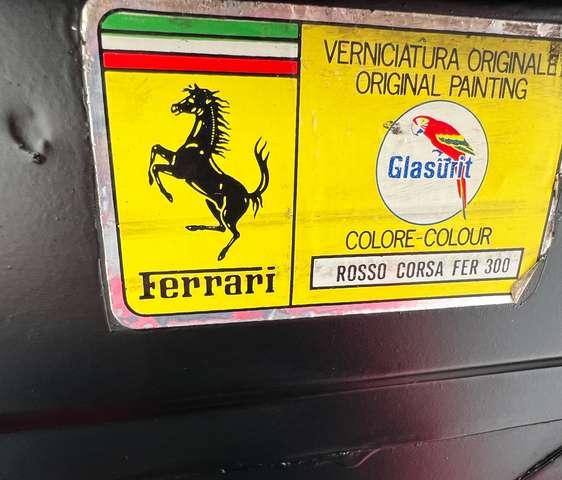 VERNICIATURA ORIGINALE
ORIGINAL PAINTING
Glasurit
COLORE-COLOUR
ROSSO CORSA FER 300
Ferrari